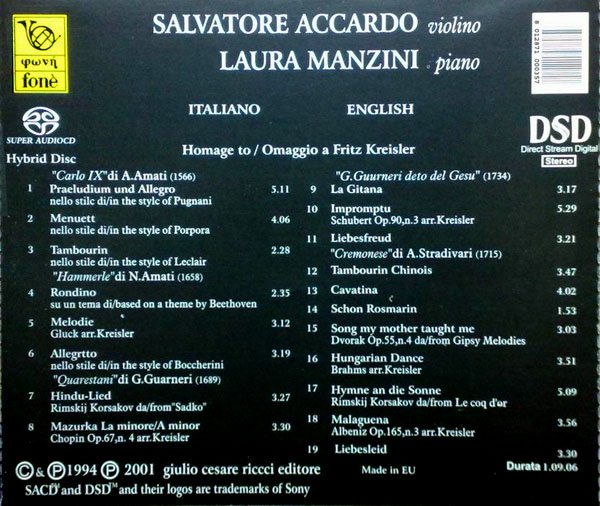 SALVATORE ACCARDO violino
LAURA MANZINI piano
φωνή
fonè
8 012871 000357
ITALIANO ENGLISH
SUPER AUDIO CD
Hybrid Disc
DSD
Direct Stream Digital
Stereo
Homage to / Omaggio a Fritz Kreisler
"Carlo IX" di A.Amati (1566)
1 Praeludium und Allegro 5.11
nello stilc di/in the style of Pugnani
2 Menuett 4.06
nello stile di/in the style of Porpora
3 Tambourin 2.28
nello stile di/in the style of Leclair
"Hammerle" di N.Amati (1658)
4 Rondino 2.35
su un tema di/based on a theme by Beethoven
5 Melodie 3.12
Gluck arr.Kreisler
6 Allegrtto 3.19
nello stile di/in the style of Boccherini
"Quarestani" di G.Guarneri (1689)
7 Hindu-Lied 3.27
Rimskij Korsakov da/from "Sadko"
8 Mazurka La minore/A minor 3.30
Chopin Op.67,n. 4 arr.Kreisler
"G.Guurneri deto del Gesu" (1734)
9 La Gitana 3.17
10 Impromptu 5.29
Schubert Op.90,n.3 arr.Kreisler
11 Liebesfreud 3.21
"Cremonese" di A.Stradivari (1715)
12 Tambourin Chinois 3.47
13 Cavatina 4.02
14 Schon Rosmarin 1.53
15 Song my mother taught me 3.03
Dvorak Op.55,n.4 da/from Gipsy Melodies
16 Hungarian Dance 3.51
Brahms arr.Kreisler
17 Hymne an die Sonne 5.09
Rimskij Korsakov da/from Le coq d'or
18 Malaguena 3.56
Albeniz Op.165,n.3 arr.Kreisler
19 Liebesleid 3.30
© & ℗ 1994 ℗ 2001 giulio cesare riccci editore
Made in EU
Durata 1.09.06
SACD™ and DSD™ and their logos are trademarks of Sony